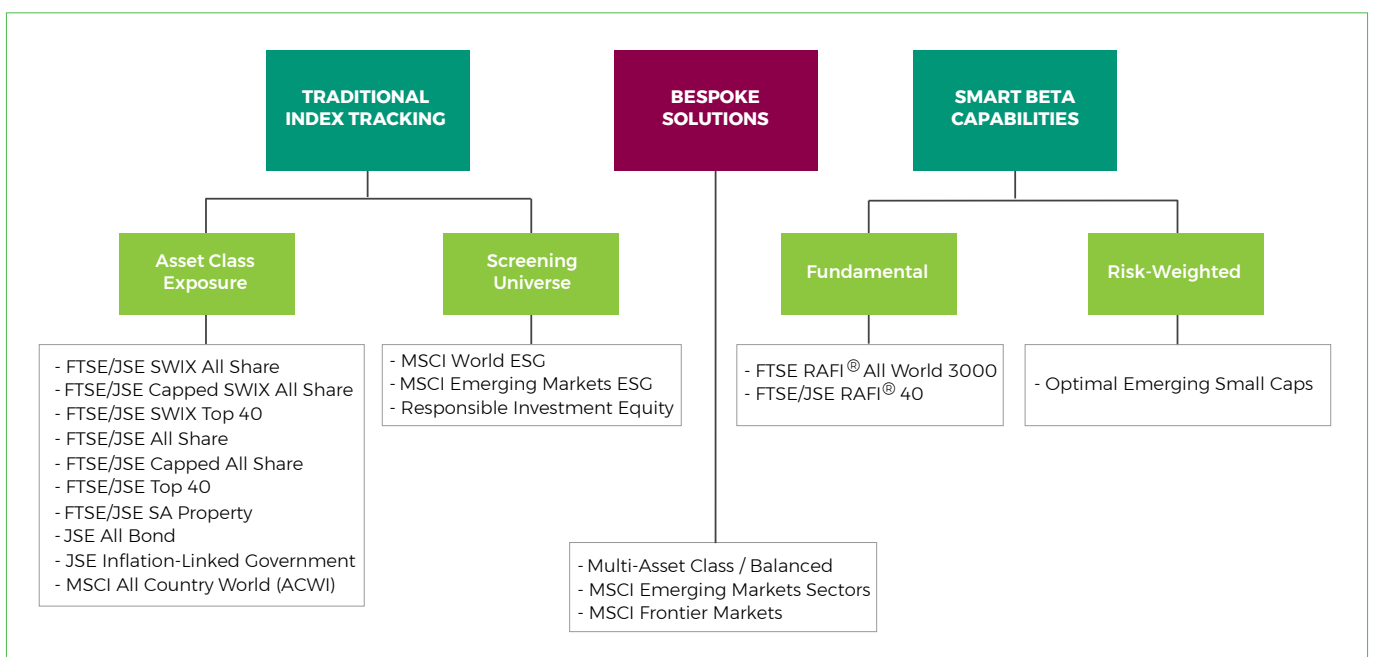 TRADITIONAL
INDEX TRACKING
BESPOKE
SOLUTIONS
SMART BETA
CAPABILITIES
Asset Class
Exposure
Screening
Universe
Fundamental
Risk-Weighted
- FTSE/JSE SWIX All Share
- FTSE/JSE Capped SWIX All Share
- FTSE/JSE SWIX Top 40
- FTSE/JSE All Share
- FTSE/JSE Capped All Share
- FTSE/JSE Top 40
- FTSE/JSE SA Property
- JSE All Bond
- JSE Inflation-Linked Government
- MSCI All Country World (ACWI)
- MSCI World ESG
- MSCI Emerging Markets ESG
- Responsible Investment Equity
- FTSE RAFI® All World 3000
- FTSE/JSE RAFI® 40
- Optimal Emerging Small Caps
- Multi-Asset Class / Balanced
- MSCI Emerging Markets Sectors
- MSCI Frontier Markets